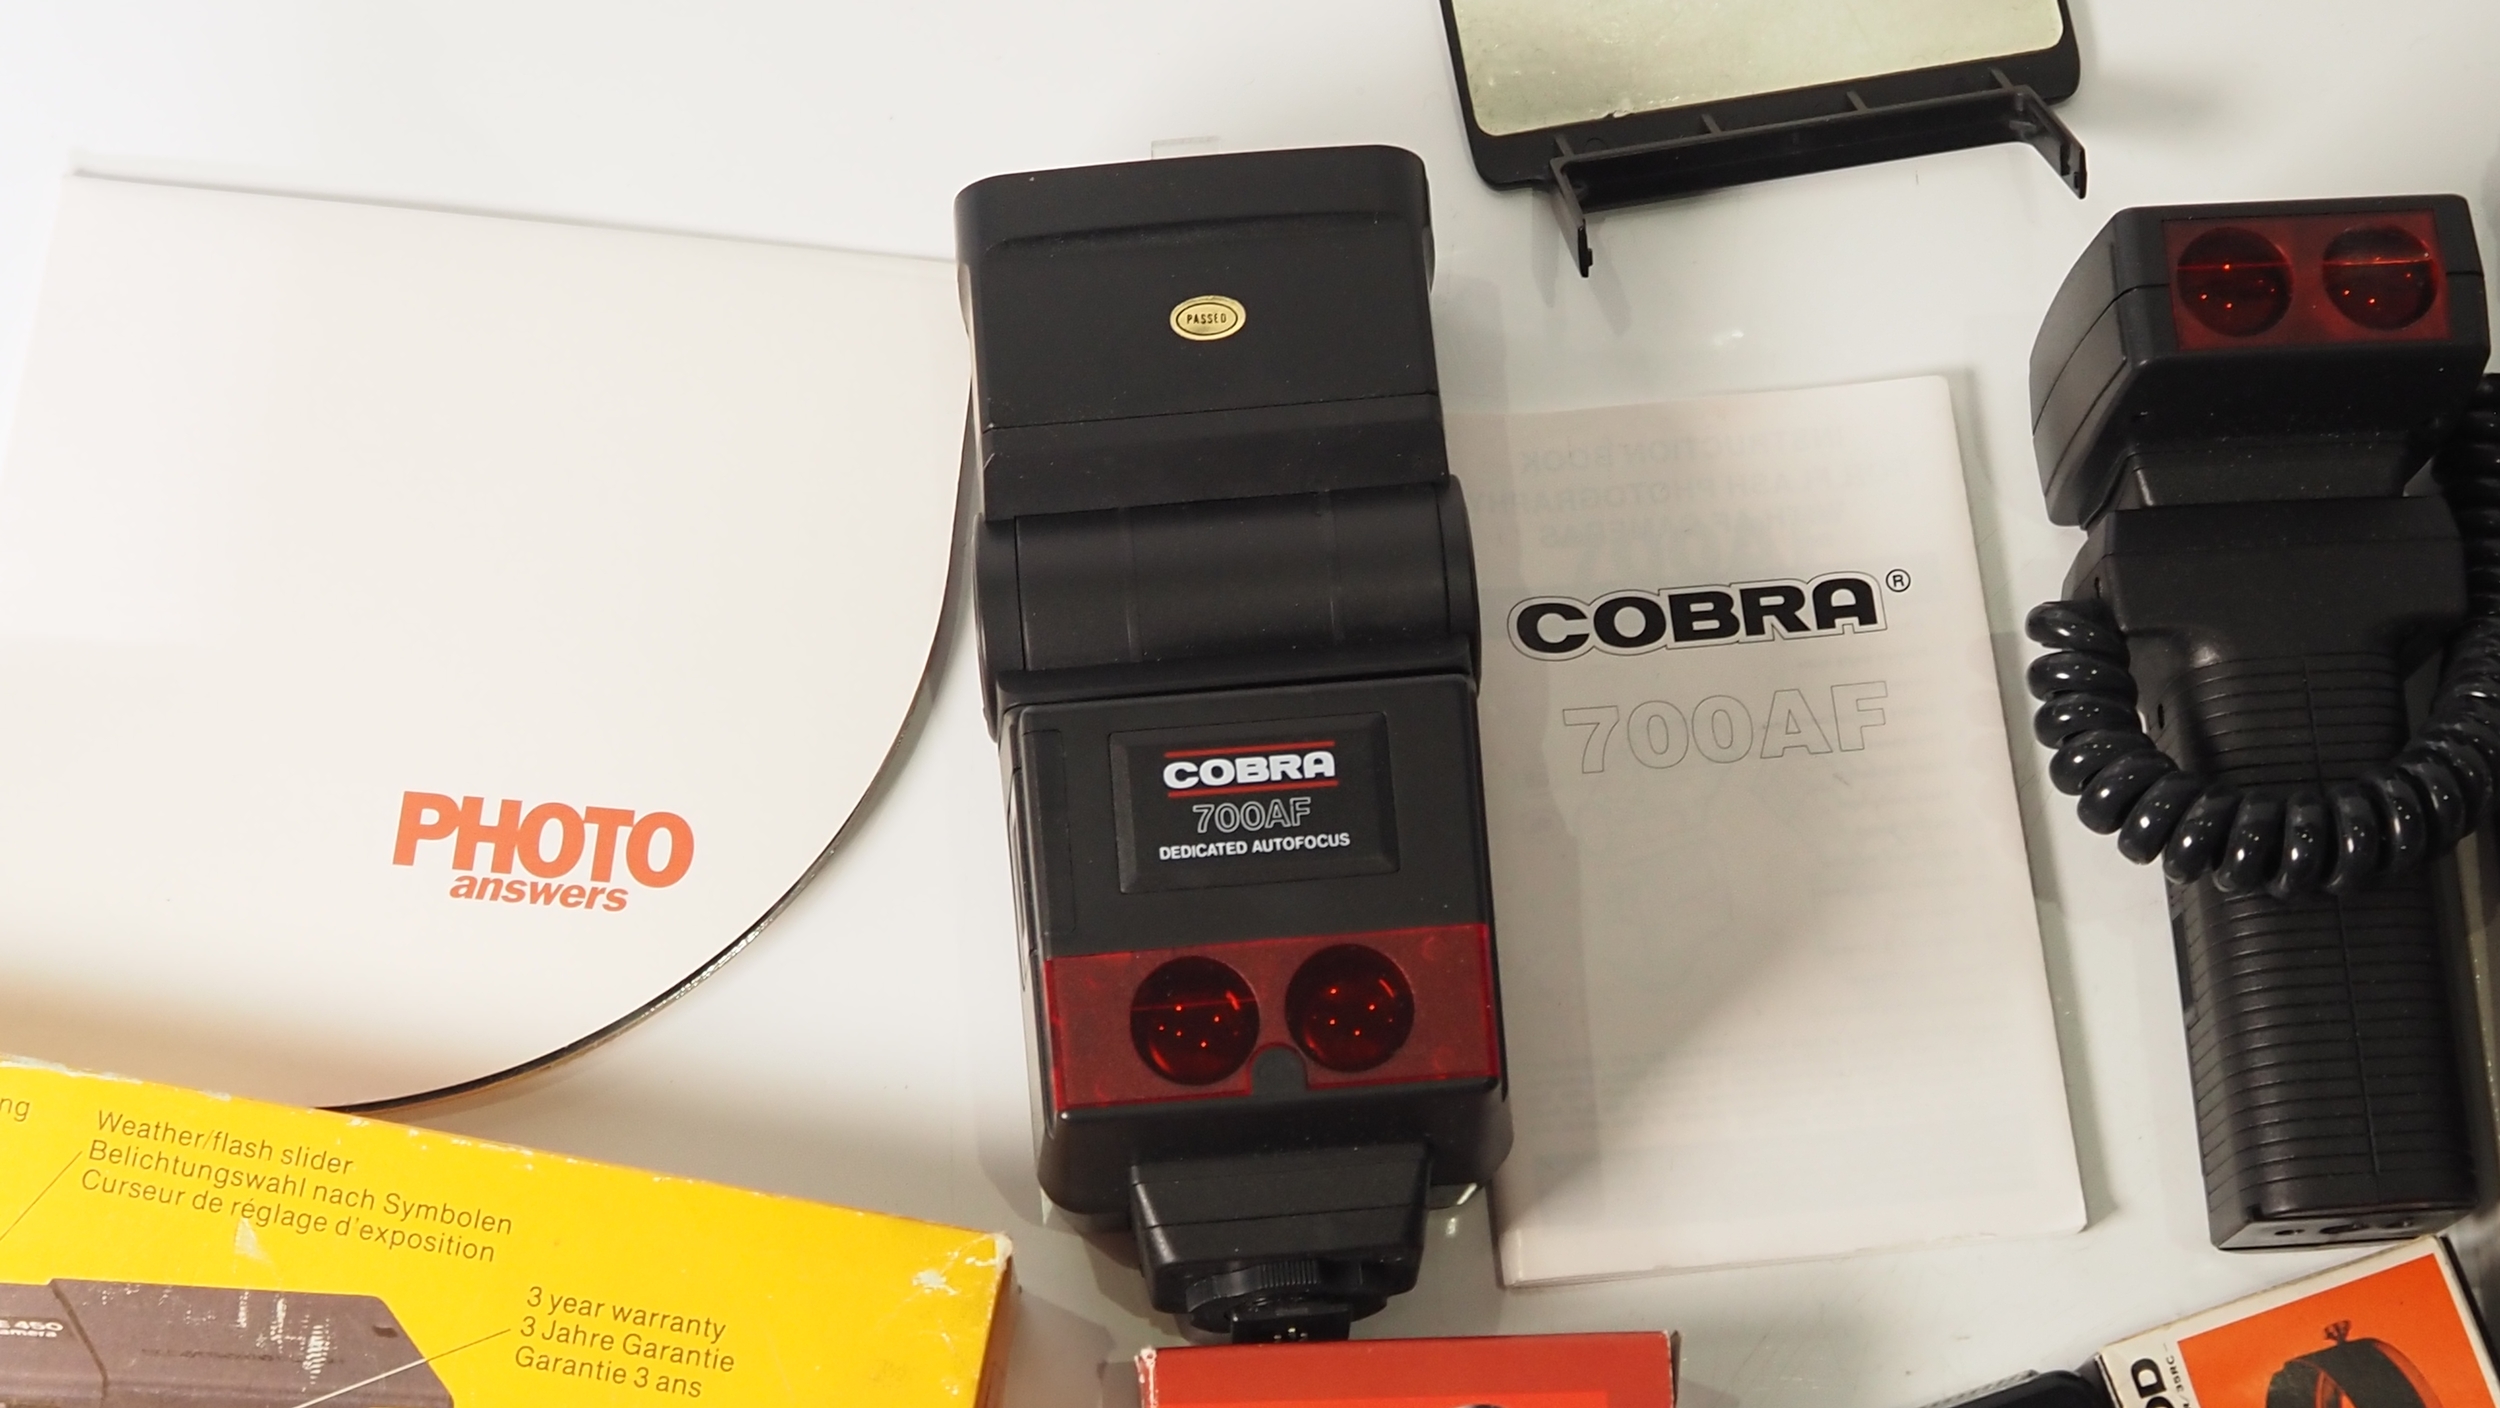 PASSED
PHOTO
answers
COBRA
700AF
DEDICATED AUTOFOCUS
COBRA®
700AF
ng
Weather/flash slider
Belichtungswahl nach Symbolen
Curseur de réglage d'exposition
3 year warranty
3 Jahre Garantie
Garantie 3 ans